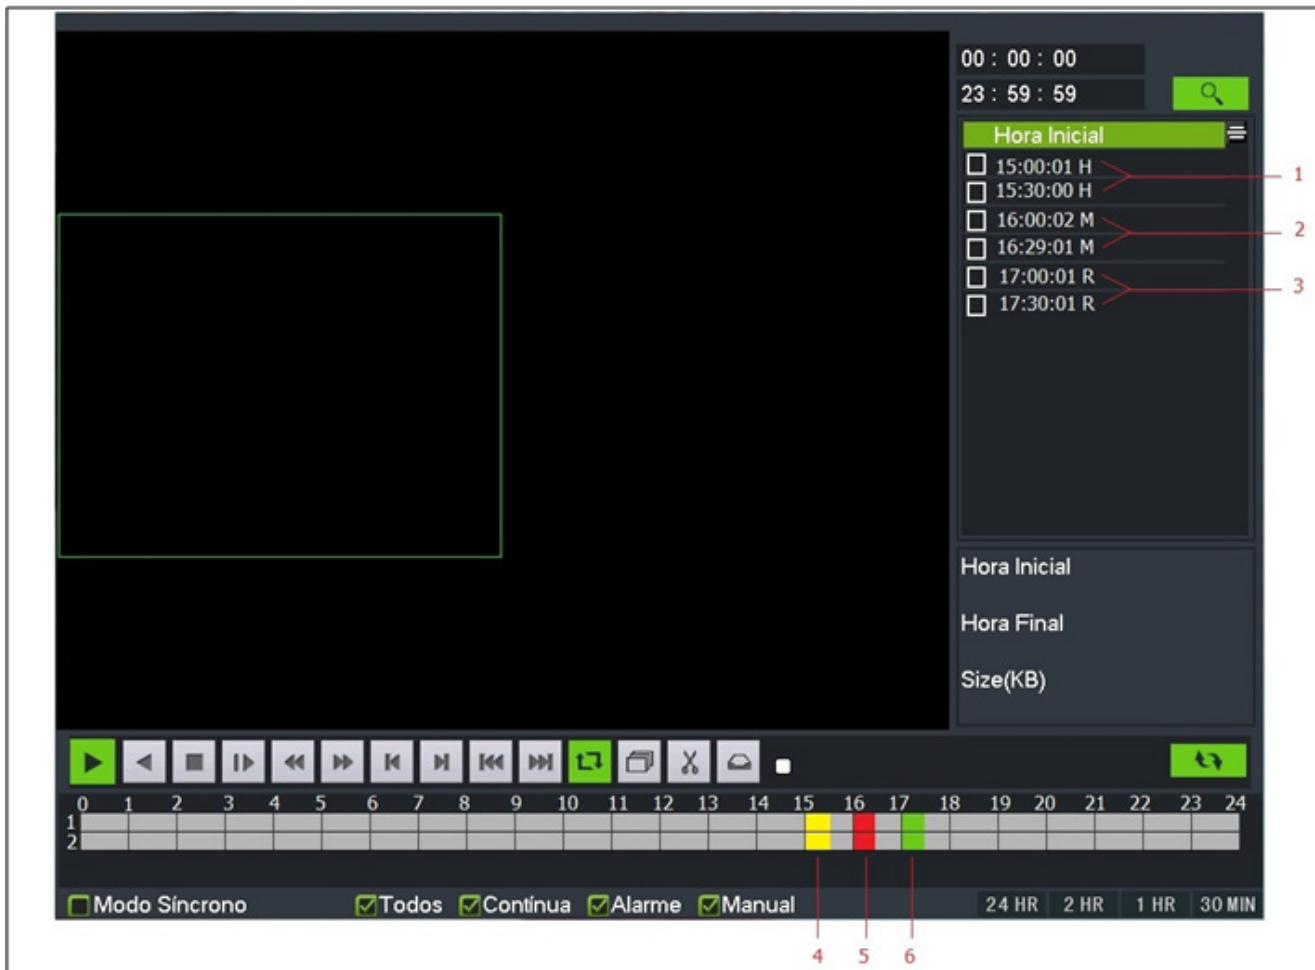 00 : 00 : 00
23 : 59 : 59
Hora Inicial
15:00:01 H
15:30:00 H
1
16:00:02 M
16:29:01 M
2
17:00:01 R
17:30:01 R
3
Hora Inicial
Hora Final
Size(KB)
0 1 2 3 4 5 6 7 8 9 10 11 12 13 14 15 16 17 18 19 20 21 22 23 24
1
2
Modo Síncrono Todos Contínua Alarme Manual 24 HR 2 HR 1 HR 30 MIN
4 5 6